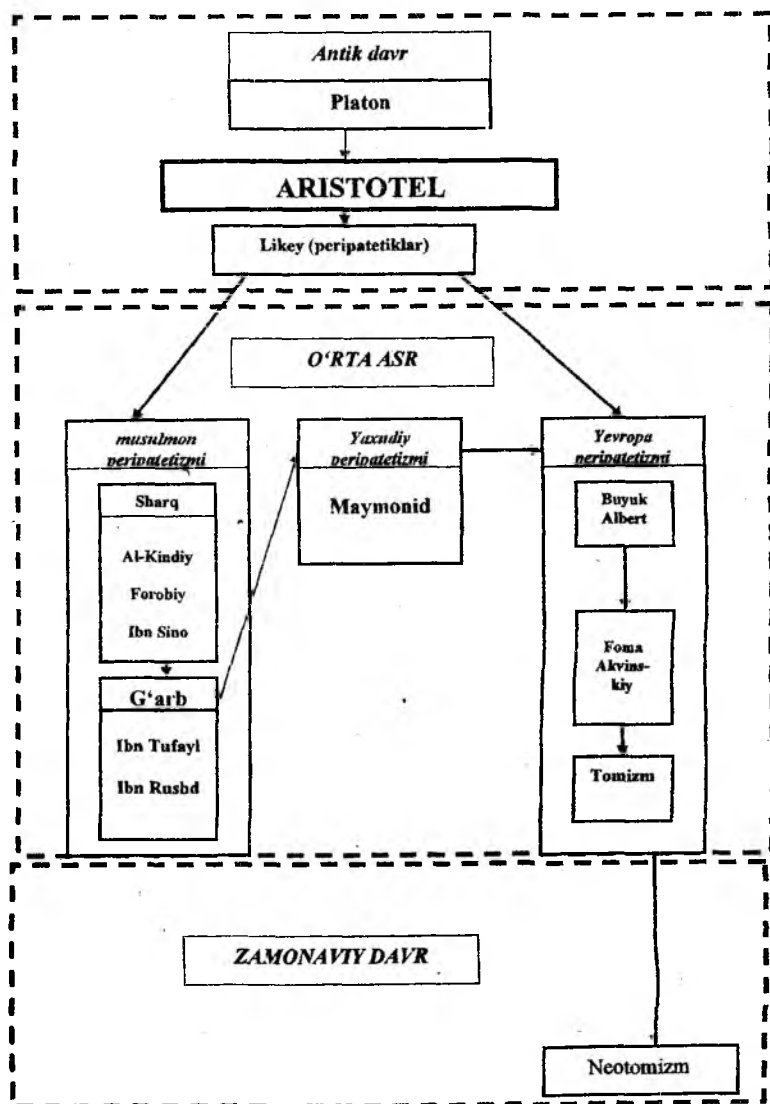 Antik davr
Platon
ARISTOTEL
Likey (peripatetiklar)
O‘RTA ASR
musulmon
peripatetizmi
Sharq
Al-Kindiy
Forobiy
Ibn Sino
G‘arb
Ibn Tufayl
Ibn Rushd
Yaxudiy
peripatetizmi
Maymonid
Yevropa
peripatetizmi
Buyuk
Albert
Foma
Akvins-
kiy
Tomizm
ZAMONAVIY DAVR
Neotomizm